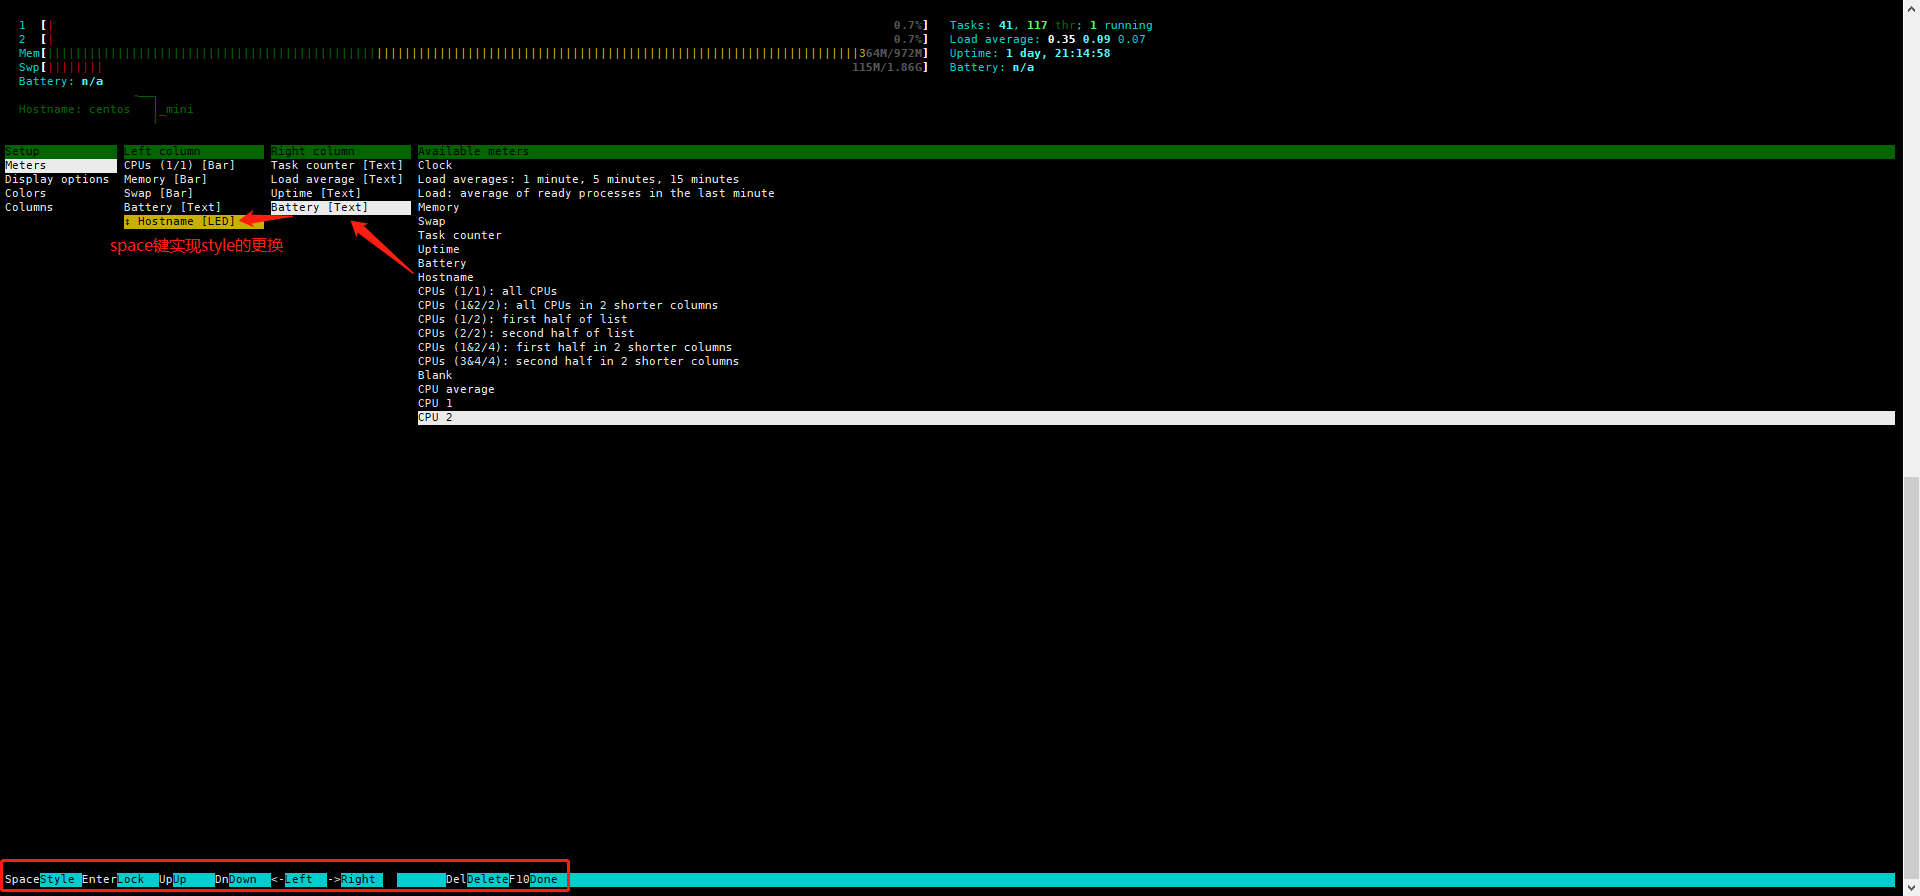 1 [| 0.7%] Tasks: 41, 117 thr; 1 running
2 [| 0.7%] Load average: 0.35 0.09 0.07
Mem[||||||||||||||||||||||||||||||||||||||||||||||||||||||||||||||||||||||||||||||||||||||||||||||||||||||||||||||||||||364M/972M] Uptime: 1 day, 21:14:58
Swp[|||||||| 115M/1.86G] Battery: n/a
Battery: n/a
Hostname: centos _mini
Setup Left column Right column Available meters
Meters CPUs (1/1) [Bar] Task counter [Text] Clock
Display options Memory [Bar] Load average [Text] Load averages: 1 minute, 5 minutes, 15 minutes
Colors Swap [Bar] Uptime [Text] Load: average of ready processes in the last minute
Columns Battery [Text] Battery [Text] Memory
↕ Hostname [LED] Swap
Task counter
space键实现style的更换
Uptime
Battery
Hostname
CPUs (1/1): all CPUs
CPUs (1&2/2): all CPUs in 2 shorter columns
CPUs (1/2): first half of list
CPUs (2/2): second half of list
CPUs (1&2/4): first half in 2 shorter columns
CPUs (3&4/4): second half in 2 shorter columns
Blank
CPU average
CPU 1
CPU 2
SpaceStyle EnterLock UpUp DnDown <-Left ->Right DelDeleteF10Done